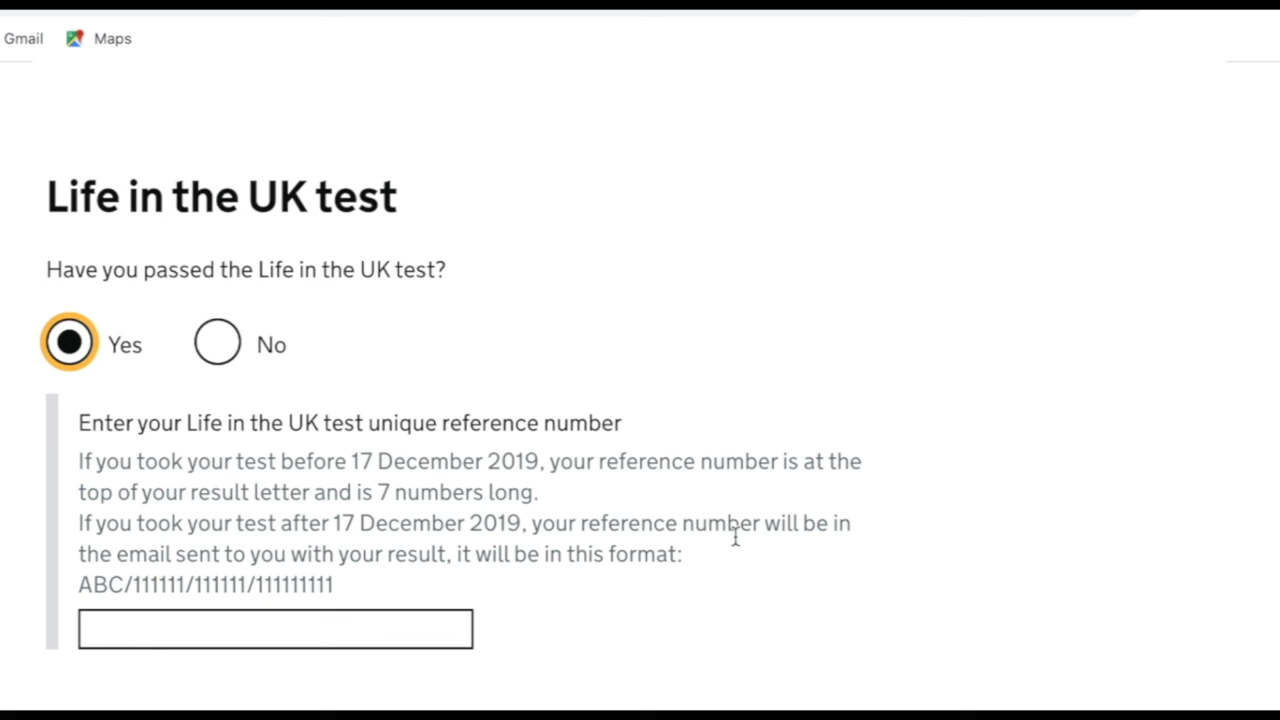 Gmail Maps
Life in the UK test
Have you passed the Life in the UK test?
Yes No
Enter your Life in the UK test unique reference number
If you took your test before 17 December 2019, your reference number is at the
top of your result letter and is 7 numbers long.
If you took your test after 17 December 2019, your reference number will be in
the email sent to you with your result, it will be in this format:
ABC/111111/111111/111111111